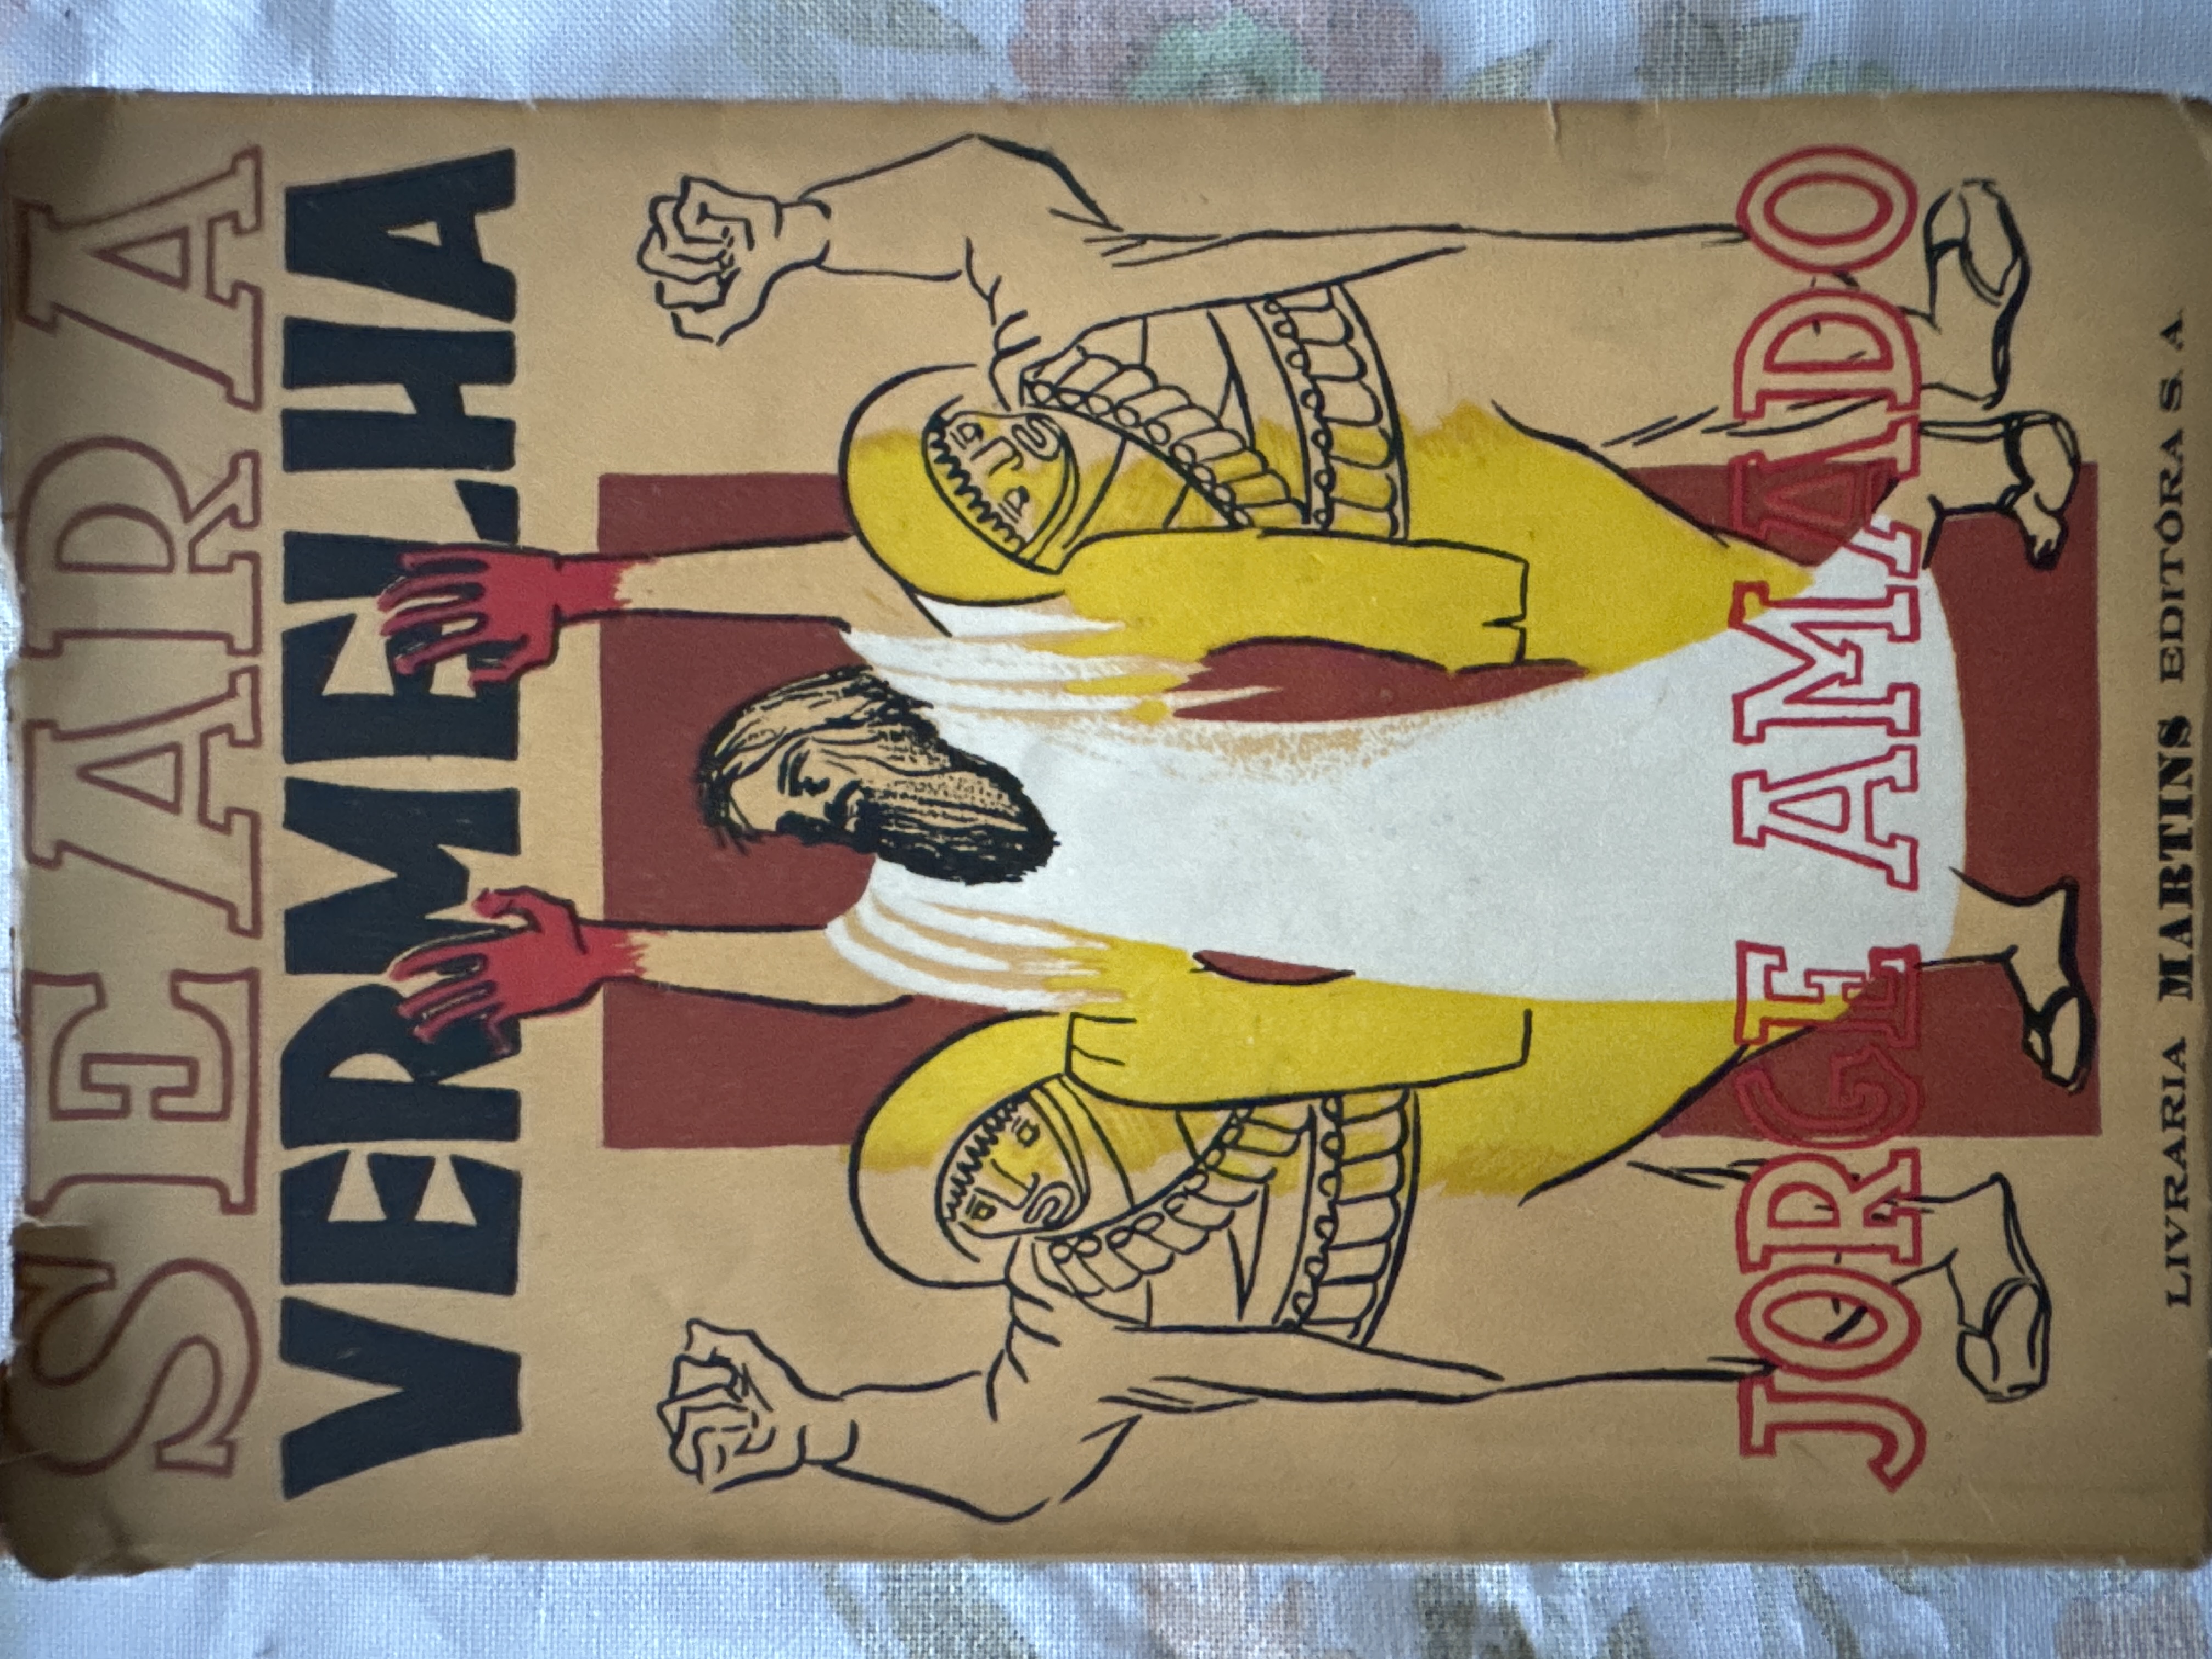 SEARA
VERMELHA
JORGE AMADO
LIVRARIA MARTINS EDITÔRA S. A.